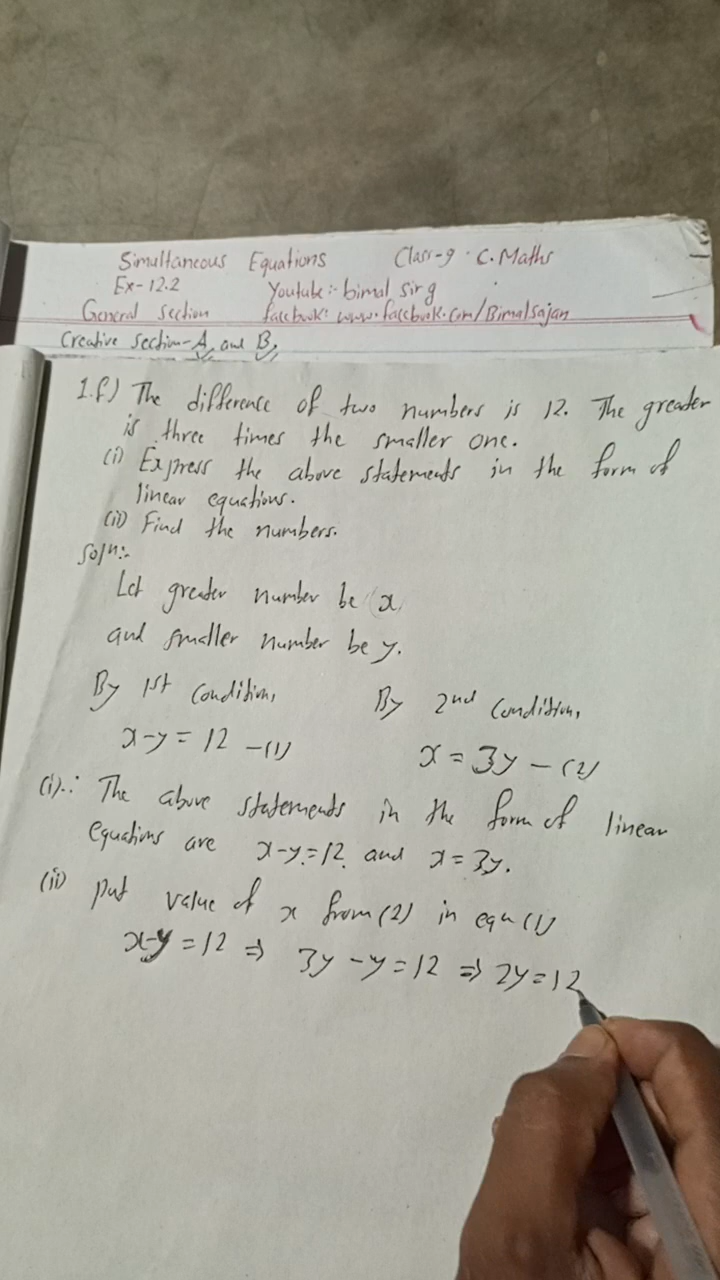 Simultaneous Equations Class-9 C. Maths
Ex-12.2 Youtube:- bimal sir g
General section facebook: www.facebook.com/Bimalsajan
Creative section-A and B,
1.f) The difference of two numbers is 12. The greater
is three times the smaller one.
(i) Express the above statements in the form of
linear equations.
(ii) Find the numbers.
Soln:-
Let greater number be x
and smaller number be y.
By 1st condition, By 2nd condition,
x-y = 12 -(1) x = 3y - (2)
(i) ∴ The above statements in the form of linear
equations are x-y=12 and x=3y.
(ii) put value of x from (2) in eqn (1)
x-y = 12 ⇒ 3y - y = 12 ⇒ 2y = 12